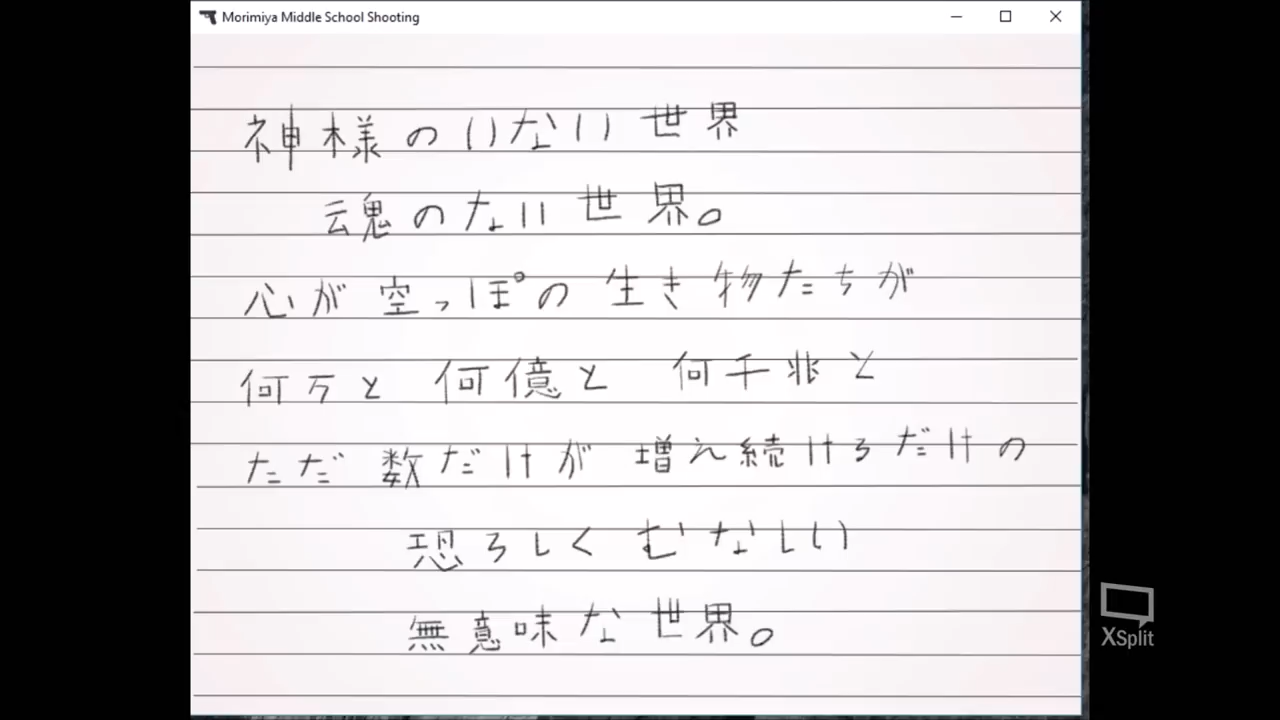 Morimiya Middle School Shooting
神様のいない世界
魂のない世界。
心が空っぽの生き物たちが
何万と 何億と 何千兆と
ただ数だけが 増え続けるだけの
恐ろしく むなしい
無意味な世界。
XSplit